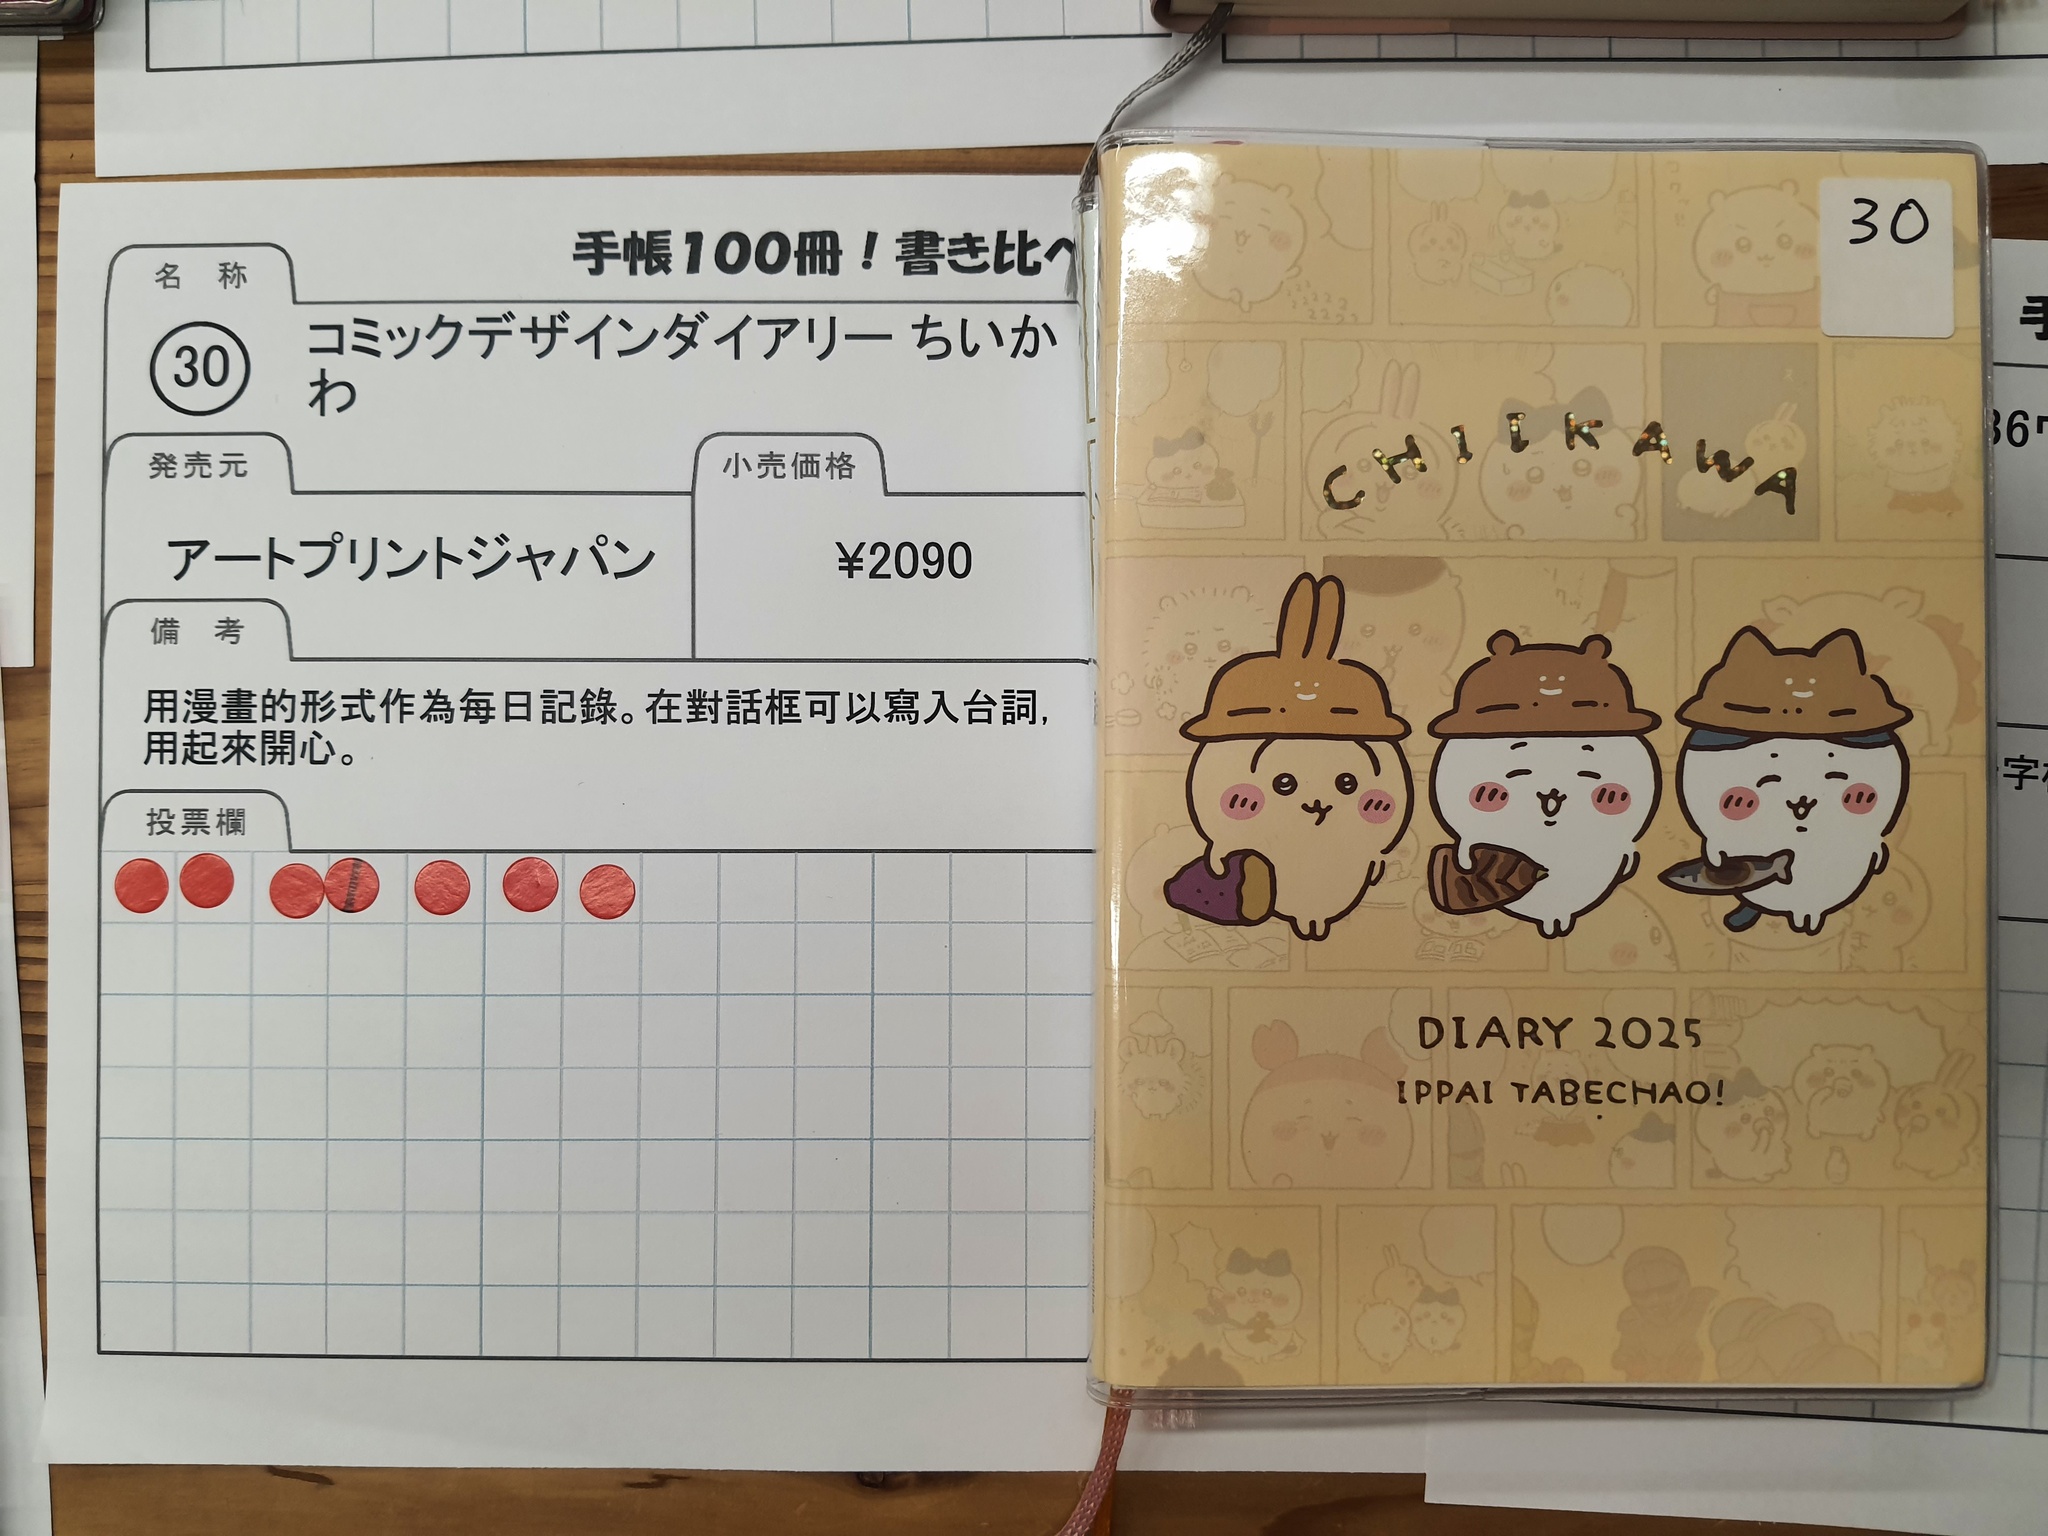 手帳100冊！書き比べ
名 称
30
コミックデザインダイアリー ちいか
わ
発売元
アートプリントジャパン
小売価格
¥2090
備 考
用漫畫的形式作為每日記錄。在對話框可以寫入台詞,
用起來開心。
投票欄
30
CHIIKAWA
DIARY 2025
IPPAI TABECHAO!